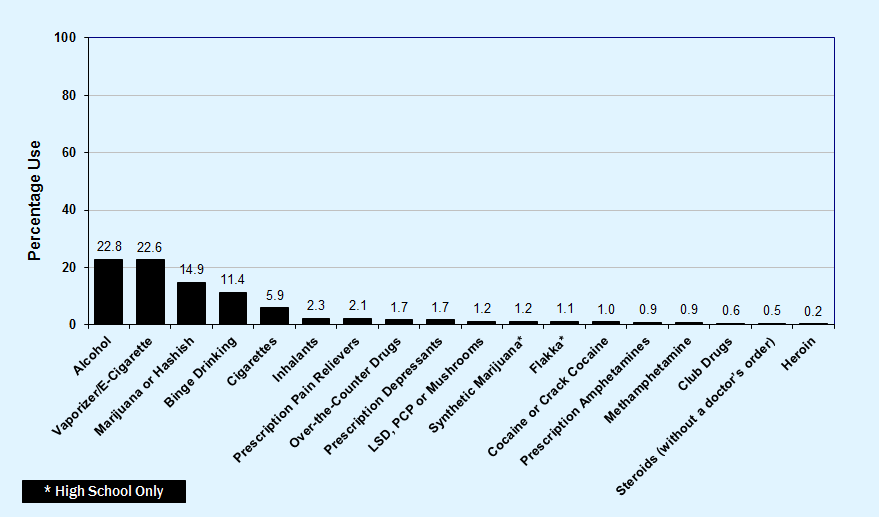 Percentage Use
100
80
60
40
20
0
22.8
22.6
14.9
11.4
5.9
2.3
2.1
1.7
1.7
1.2
1.2
1.1
1.0
0.9
0.9
0.6
0.5
0.2
Alcohol
Vaporizer/E-Cigarette
Marijuana or Hashish
Binge Drinking
Cigarettes
Inhalants
Prescription Pain Relievers
Over-the-Counter Drugs
Prescription Depressants
LSD, PCP or Mushrooms
Synthetic Marijuana*
Flakka*
Cocaine or Crack Cocaine
Prescription Amphetamines
Methamphetamine
Club Drugs
Steroids (without a doctor's order)
Heroin
* High School Only